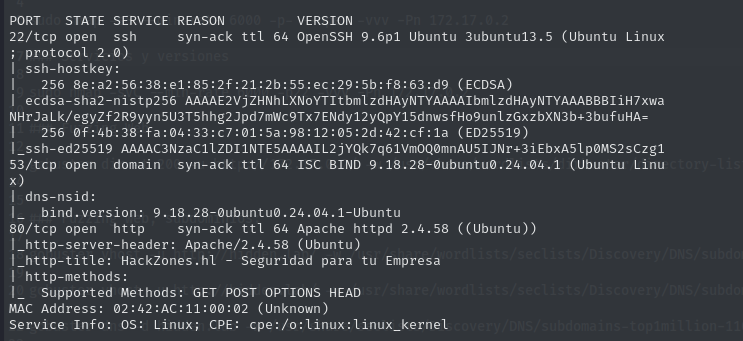 PORT   STATE SERVICE REASON         VERSION
22/tcp open  ssh     syn-ack ttl 64 OpenSSH 9.6p1 Ubuntu 3ubuntu13.5 (Ubuntu Linux
; protocol 2.0)
| ssh-hostkey:
|   256 8e:a2:56:38:e1:85:2f:21:2b:55:ec:29:5b:f8:63:d9 (ECDSA)
| ecdsa-sha2-nistp256 AAAAE2VjZHNhLXNoYTItbmlzdHAyNTYAAAAIbmlzdHAyNTYAAABBBIiH7xwa
NHrJaLk/egyZf2R9yyn5U3T5hhg2Jpd7mWc9Tx7ENdy12yQpY15dnwsfHo9unlzGxzbXN3b+3bufuHA=
|   256 0f:4b:38:fa:04:33:c7:01:5a:98:12:05:2d:42:cf:1a (ED25519)
|_ssh-ed25519 AAAAC3NzaC1lZDI1NTE5AAAAIL2jYQk7q61VmOQ0mnAU5IJNr+3iEbxA5lp0MS2sCzg1
53/tcp open  domain  syn-ack ttl 64 ISC BIND 9.18.28-0ubuntu0.24.04.1 (Ubuntu Linu
x)
| dns-nsid:
|_  bind.version: 9.18.28-0ubuntu0.24.04.1-Ubuntu
80/tcp open  http    syn-ack ttl 64 Apache httpd 2.4.58 ((Ubuntu))
|_http-server-header: Apache/2.4.58 (Ubuntu)
|_http-title: HackZones.hl - Seguridad para tu Empresa
| http-methods:
|_  Supported Methods: GET POST OPTIONS HEAD
MAC Address: 02:42:AC:11:00:02 (Unknown)
Service Info: OS: Linux; CPE: cpe:/o:linux:linux_kernel